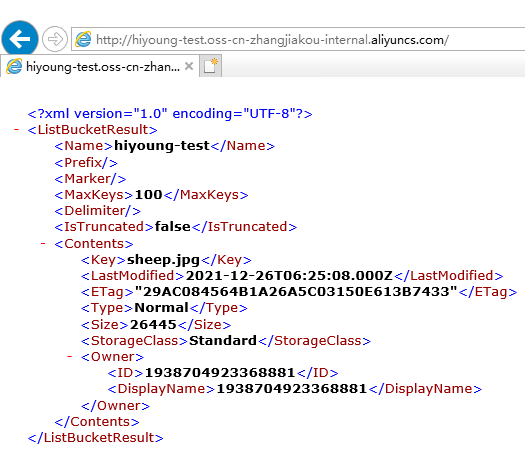 http://hiyoung-test.oss-cn-zhangjiakou-internal.aliyuncs.com/
hiyoung-test.oss-cn-zhan...
<?xml version="1.0" encoding="UTF-8"?>
- <ListBucketResult>
<Name>hiyoung-test</Name>
<Prefix/>
<Marker/>
<MaxKeys>100</MaxKeys>
<Delimiter/>
<IsTruncated>false</IsTruncated>
- <Contents>
<Key>sheep.jpg</Key>
<LastModified>2021-12-26T06:25:08.000Z</LastModified>
<ETag>"29AC084564B1A26A5C03150E613B7433"</ETag>
<Type>Normal</Type>
<Size>26445</Size>
<StorageClass>Standard</StorageClass>
- <Owner>
<ID>1938704923368881</ID>
<DisplayName>1938704923368881</DisplayName>
</Owner>
</Contents>
</ListBucketResult>